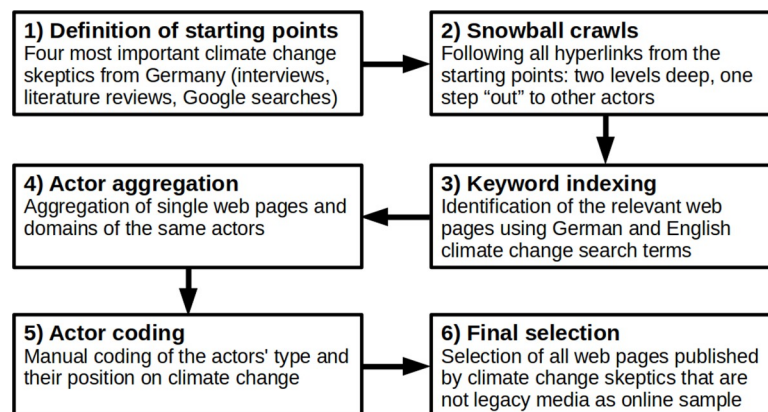 1) Definition of starting points
Four most important climate change
skeptics from Germany (interviews,
literature reviews, Google searches)
2) Snowball crawls
Following all hyperlinks from the
starting points: two levels deep, one
step “out” to other actors
3) Keyword indexing
Identification of the relevant web
pages using German and English
climate change search terms
4) Actor aggregation
Aggregation of single web pages and
domains of the same actors
5) Actor coding
Manual coding of the actors' type and
their position on climate change
6) Final selection
Selection of all web pages published
by climate change skeptics that are
not legacy media as online sample